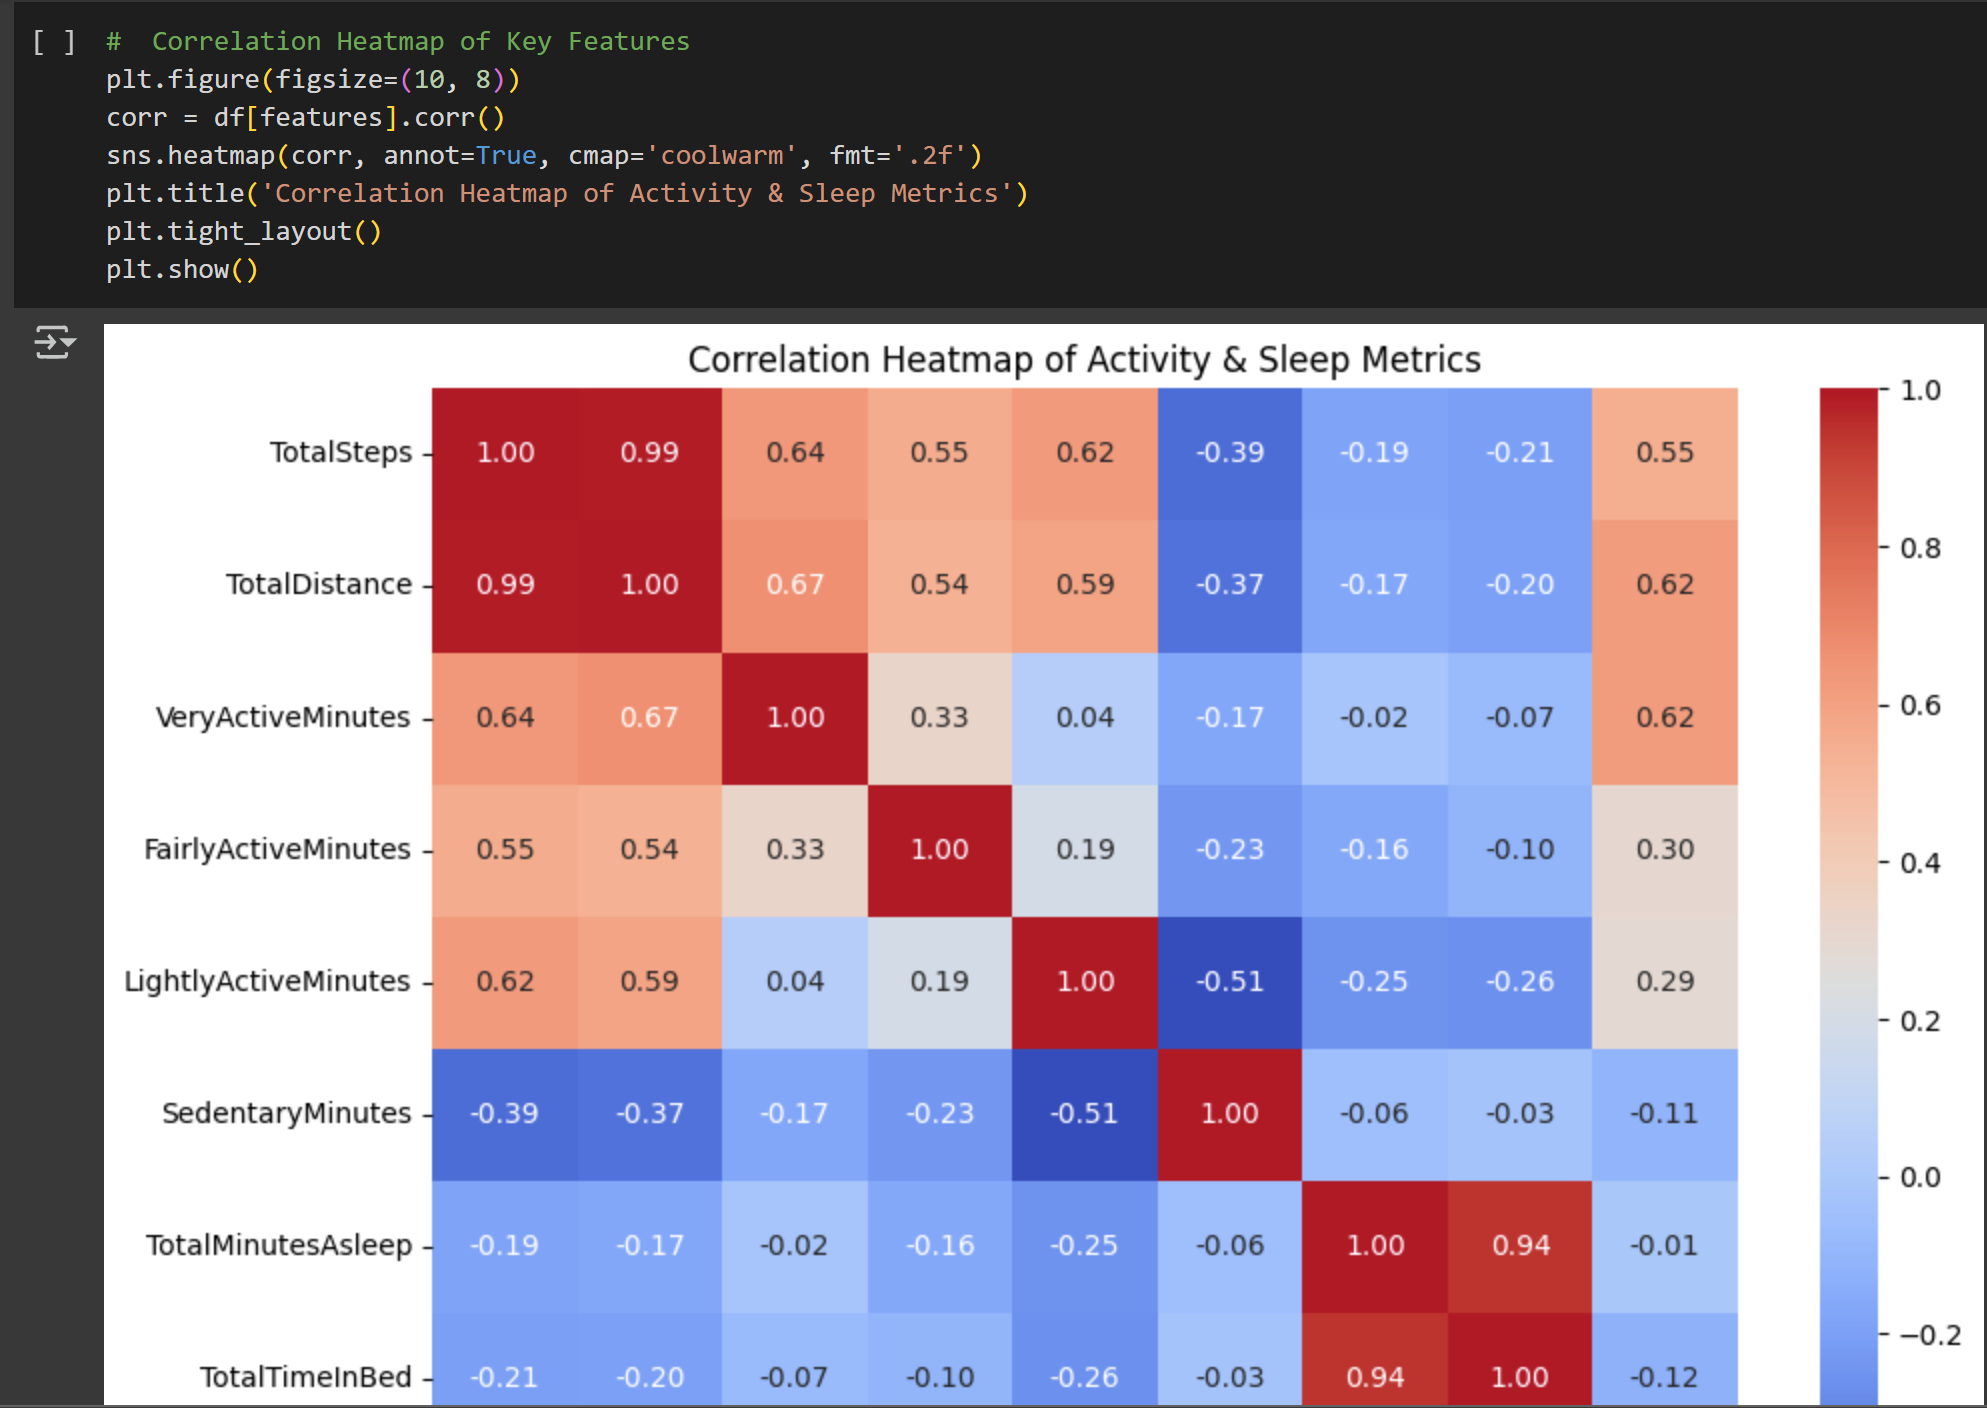 [ ] #  Correlation Heatmap of Key Features
plt.figure(figsize=(10, 8))
corr = df[features].corr()
sns.heatmap(corr, annot=True, cmap='coolwarm', fmt='.2f')
plt.title('Correlation Heatmap of Activity & Sleep Metrics')
plt.tight_layout()
plt.show()
Correlation Heatmap of Activity & Sleep Metrics
TotalSteps 1.00 0.99 0.64 0.55 0.62 -0.39 -0.19 -0.21 0.55
TotalDistance 0.99 1.00 0.67 0.54 0.59 -0.37 -0.17 -0.20 0.62
VeryActiveMinutes 0.64 0.67 1.00 0.33 0.04 -0.17 -0.02 -0.07 0.62
FairlyActiveMinutes 0.55 0.54 0.33 1.00 0.19 -0.23 -0.16 -0.10 0.30
LightlyActiveMinutes 0.62 0.59 0.04 0.19 1.00 -0.51 -0.25 -0.26 0.29
SedentaryMinutes -0.39 -0.37 -0.17 -0.23 -0.51 1.00 -0.06 -0.03 -0.11
TotalMinutesAsleep -0.19 -0.17 -0.02 -0.16 -0.25 -0.06 1.00 0.94 -0.01
TotalTimeInBed -0.21 -0.20 -0.07 -0.10 -0.26 -0.03 0.94 1.00 -0.12
1.0
0.8
0.6
0.4
0.2
0.0
−0.2